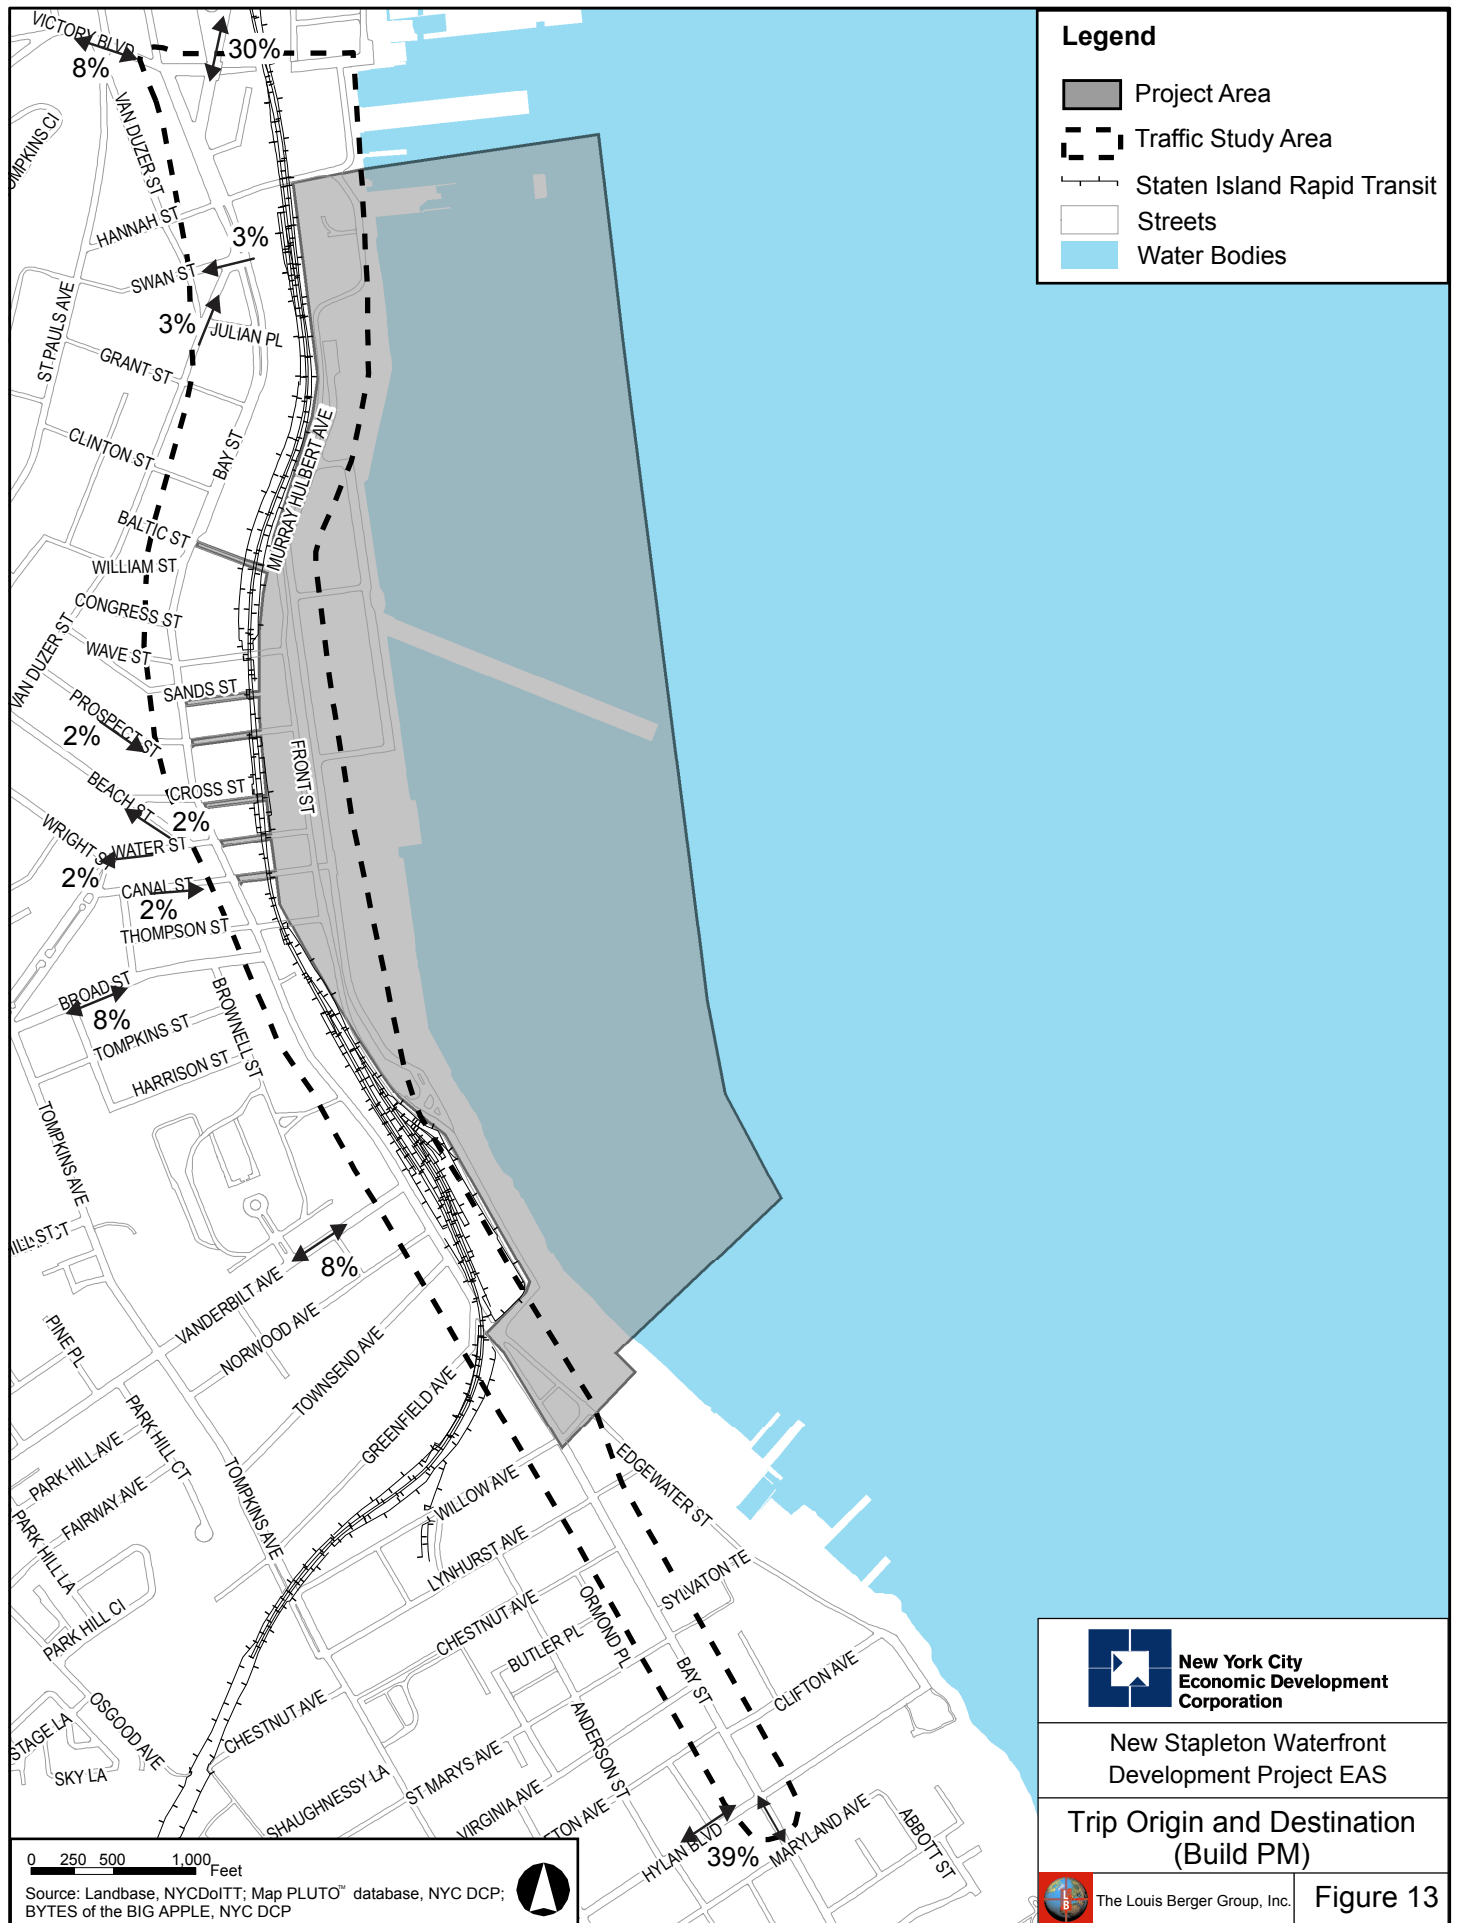 VICTORY BLVD
8%
30%
VAN DUZER ST
HANNAH ST
3%
SWAN ST
3%
JULIAN PL
ST PAULS AVE
GRANT ST
CLINTON ST
BAY ST
MURRAY HULBERT AVE
BALTIC ST
WILLIAM ST
CONGRESS ST
WAVE ST
VAN DUZER ST
SANDS ST
PROSPECT ST
2%
FRONT ST
BEACH ST
CROSS ST
2%
WATER ST
2%
CANAL ST
2%
THOMPSON ST
BROAD ST
8%
BROWNELL ST
TOMPKINS ST
HARRISON ST
TOMPKINS AVE
8%
VANDERBILT AVE
PINE PL
NORWOOD AVE
TOWNSEND AVE
GREENFIELD AVE
PARK HILL CT
PARK HILL AVE
FAIRWAY AVE
TOMPKINS AVE
PARK HILL LA
WILLOW AVE
EDGEWATER ST
LYNHURST AVE
PARK HILL CI
CHESTNUT AVE
ORMOND PL
SYLVATON TE
BUTLER PL
BAY ST
CLIFTON AVE
OSGOOD AVE
CHESTNUT AVE
STAGE LA
SKY LA
ANDERSON ST
ST MARYS AVE
SHAUGHNESSY LA
VIRGINIA AVE
TON AVE
HYLAN BLVD
39%
MARYLAND AVE
ABBOTT ST
Legend
Project Area
Traffic Study Area
Staten Island Rapid Transit
Streets
Water Bodies
New York City
Economic Development
Corporation
New Stapleton Waterfront
Development Project EAS
Trip Origin and Destination
(Build PM)
LB
The Louis Berger Group, Inc.
Figure 13
0 250 500 1,000
Feet
Source: Landbase, NYCDoITT; Map PLUTO™ database, NYC DCP;
BYTES of the BIG APPLE, NYC DCP